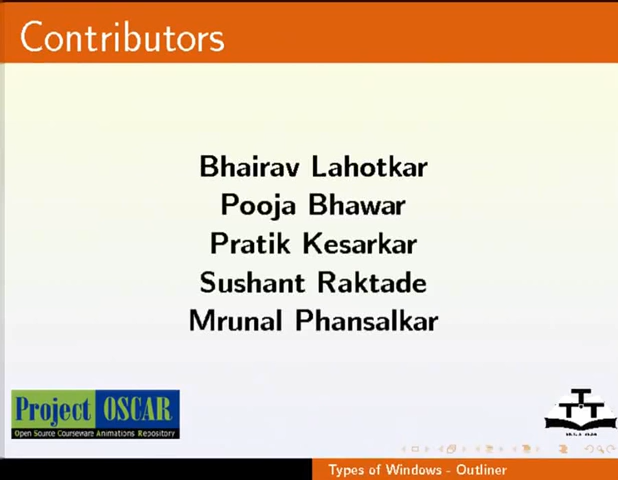 Contributors
Bhairav Lahotkar
Pooja Bhawar
Pratik Kesarkar
Sushant Raktade
Mrunal Phansalkar
Project OSCAR
Open Source Courseware Animations Repository
Types of Windows - Outliner